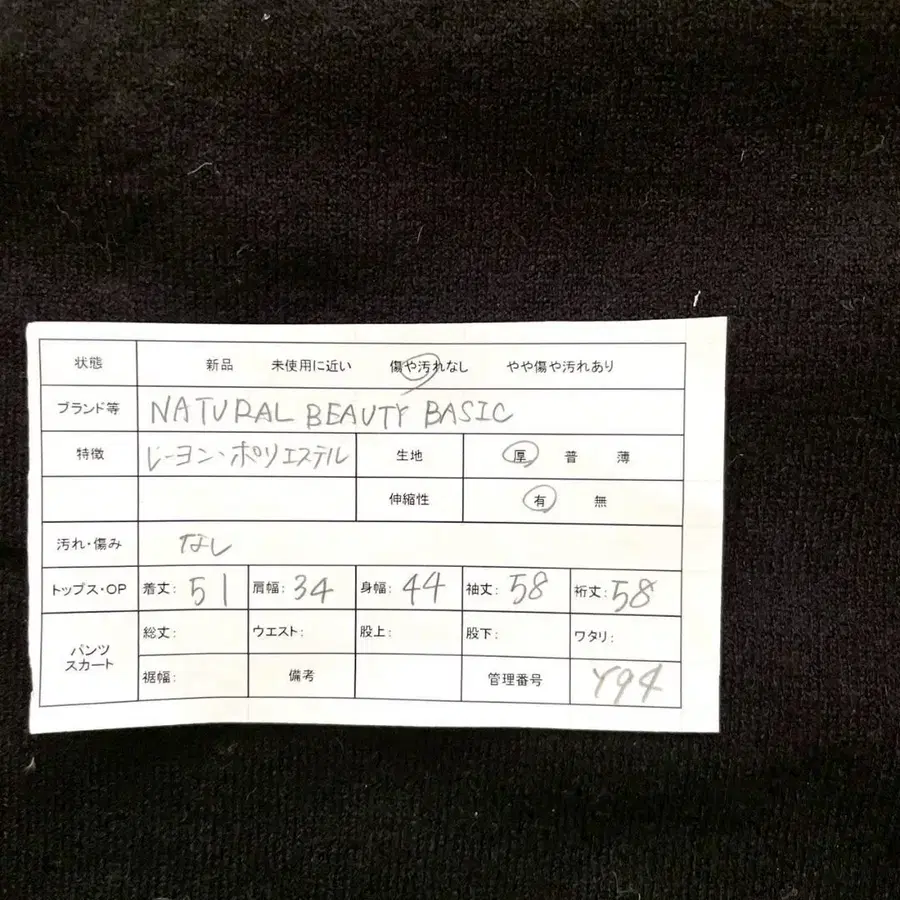 状態 新品 未使用に近い 傷や汚れなし やや傷や汚れあり
ブランド等 NATURAL BEAUTY BASIC
特徴 レーヨン・ポリエステル 生地 厚 普 薄
伸縮性 有 無
汚れ・傷み なし
トップス・OP 着丈: 51 肩幅: 34 身幅: 44 袖丈: 58 裄丈: 58
パンツ スカート 総丈: ウエスト: 股上: 股下: ワタリ:
裾幅: 備考 管理番号 Y94